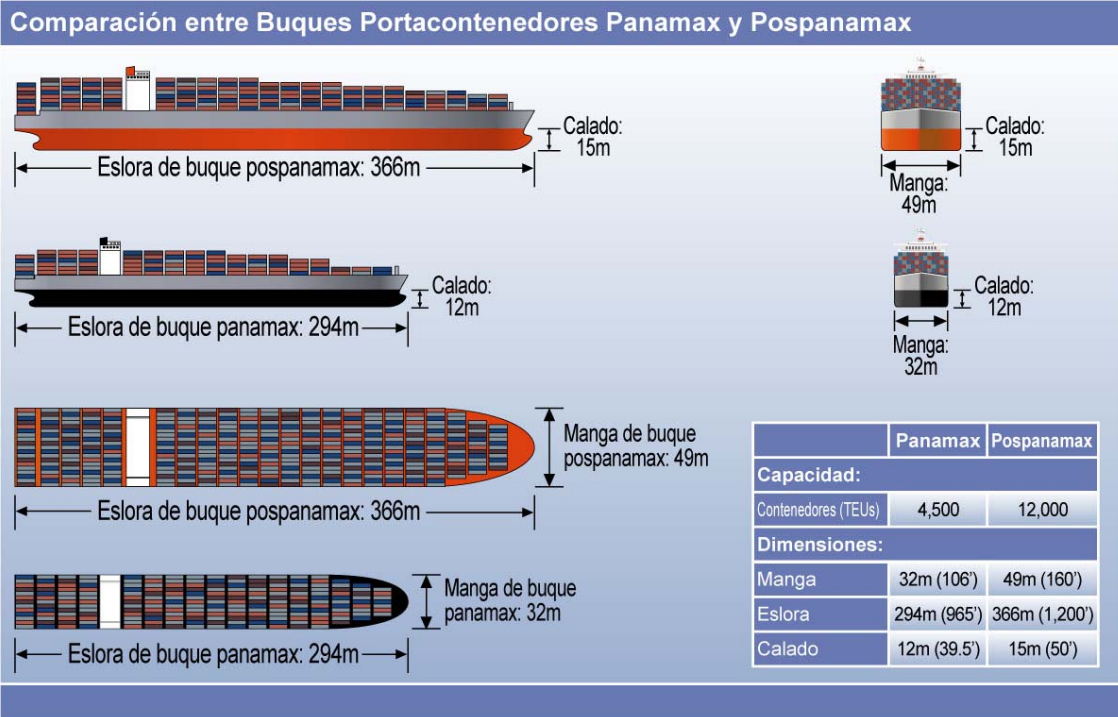 Comparación entre Buques Portacontenedores Panamax y Pospanamax
Calado:
15m
Eslora de buque pospanamax: 366m
Calado:
15m
Manga:
49m
Calado:
12m
Eslora de buque panamax: 294m
Calado:
12m
Manga:
32m
Manga de buque
pospanamax: 49m
Eslora de buque pospanamax: 366m
Manga de buque
panamax: 32m
Eslora de buque panamax: 294m
Panamax Pospanamax
Capacidad:
Contenedores (TEUs) 4,500 12,000
Dimensiones:
Manga 32m (106’) 49m (160’)
Eslora 294m (965’) 366m (1,200’)
Calado 12m (39.5’) 15m (50’)